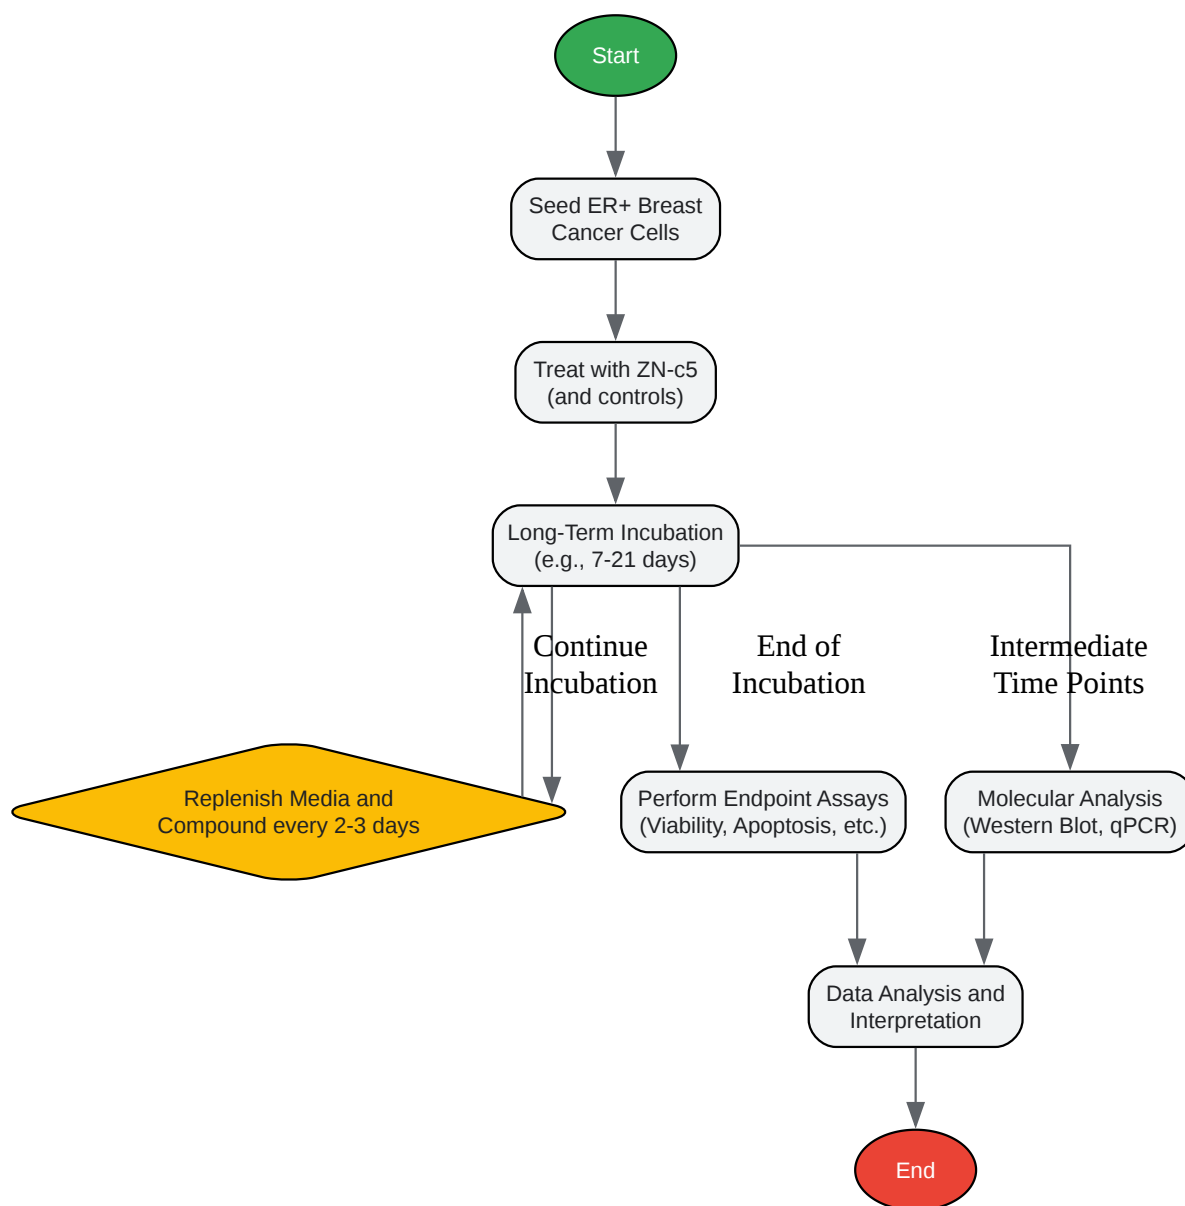 Start
Seed ER+ Breast
Cancer Cells
Treat with ZN-c5
(and controls)
Long-Term Incubation
(e.g., 7-21 days)
Continue
Incubation
End of
Incubation
Intermediate
Time Points
Replenish Media and
Compound every 2-3 days
Perform Endpoint Assays
(Viability, Apoptosis, etc.)
Molecular Analysis
(Western Blot, qPCR)
Data Analysis and
Interpretation
End